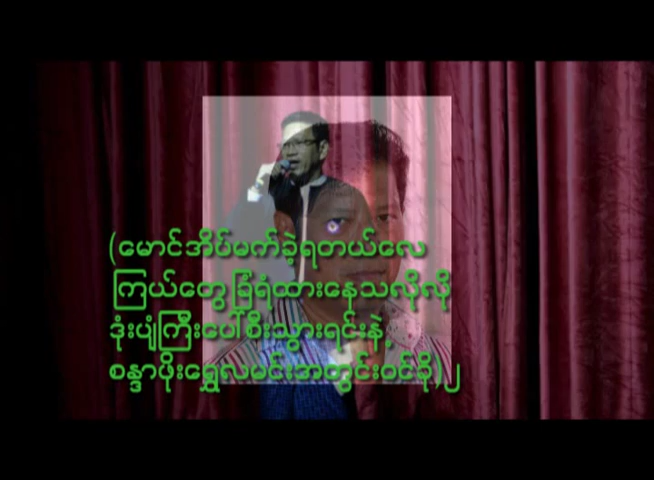 (မောင်အိပ်မက်ခဲ့ရတယ်လေ
ကြယ်တွေခြံရံထားနေသလိုလို
ဒုံးပျံကြီးပေါ်စီးသွားရင်းနဲ့
စန္ဒာဖိုးရွှေလမင်းအတွင်းဝင်ခို)၂